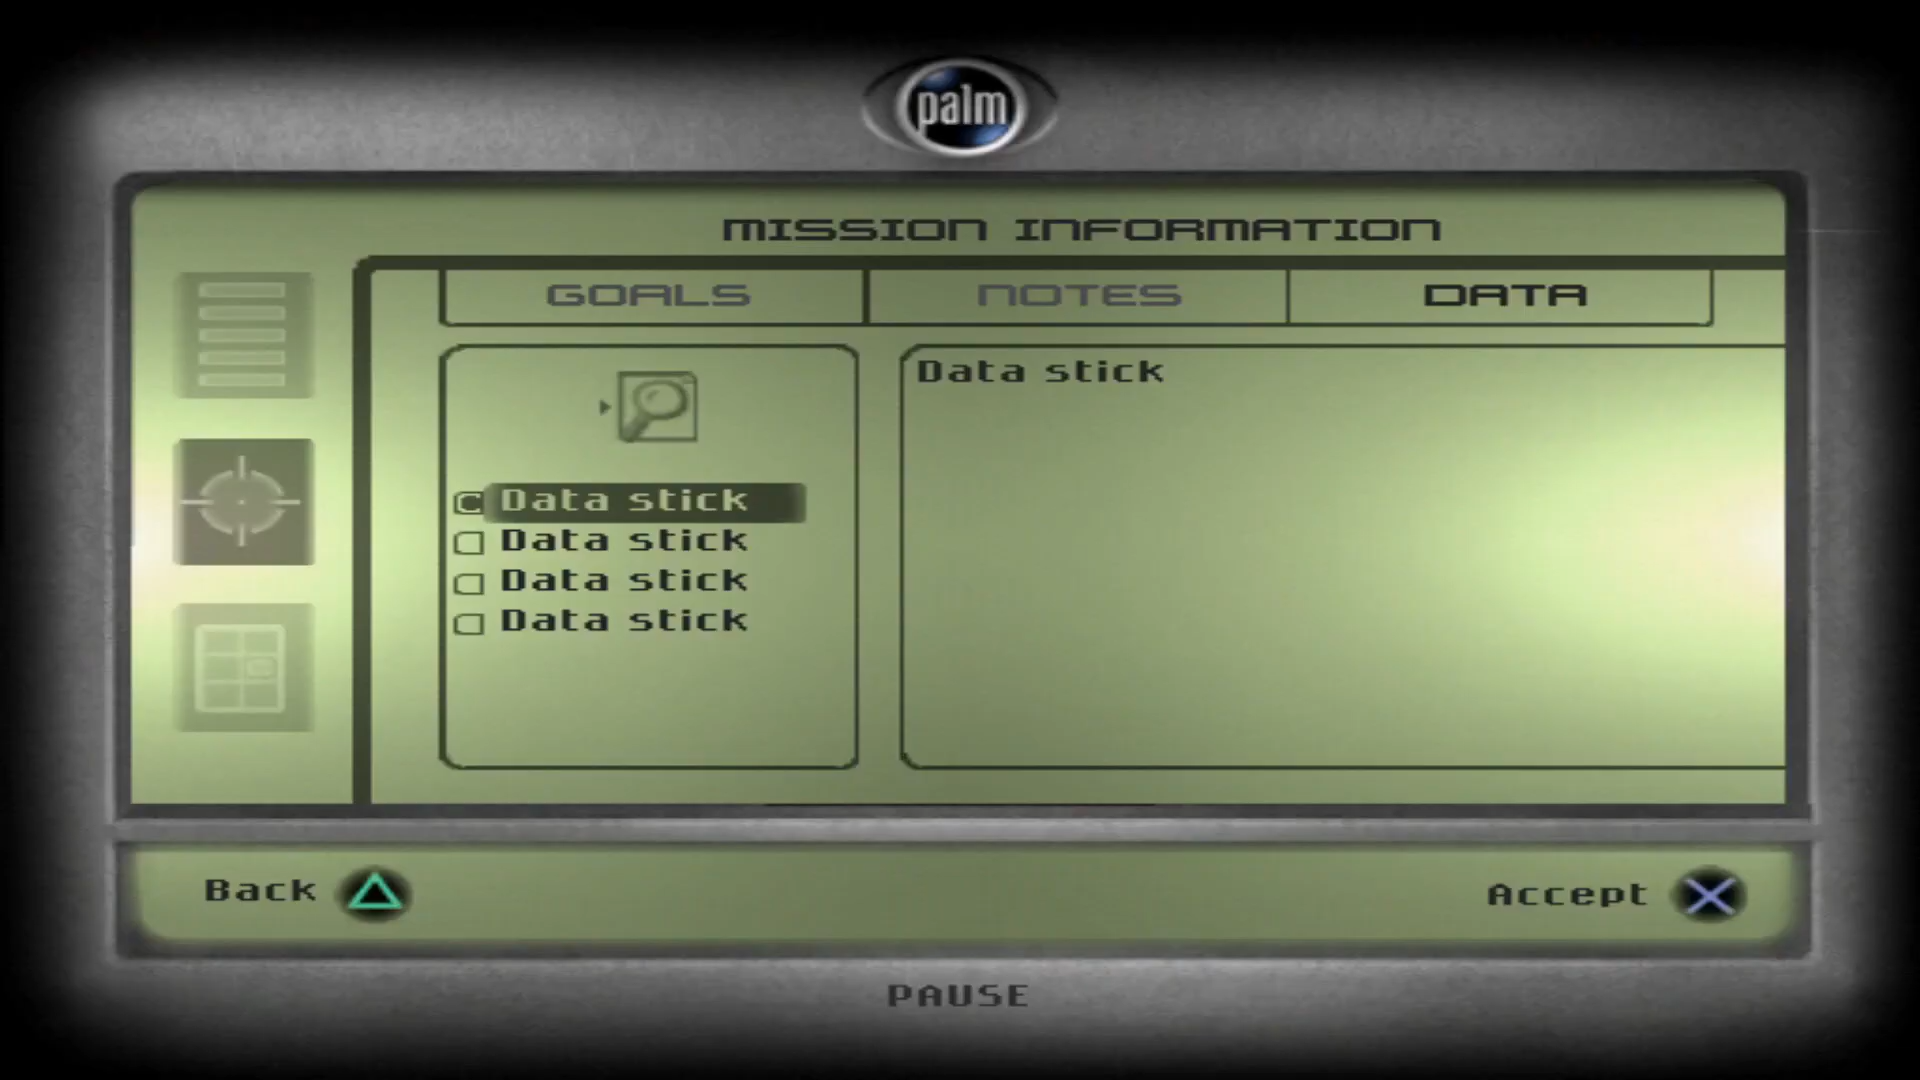 palm
MISSION INFORMATION
GOALS
NOTES
DATA
Data stick
Data stick
Data stick
Data stick
Data stick
Back
Accept
PAUSE